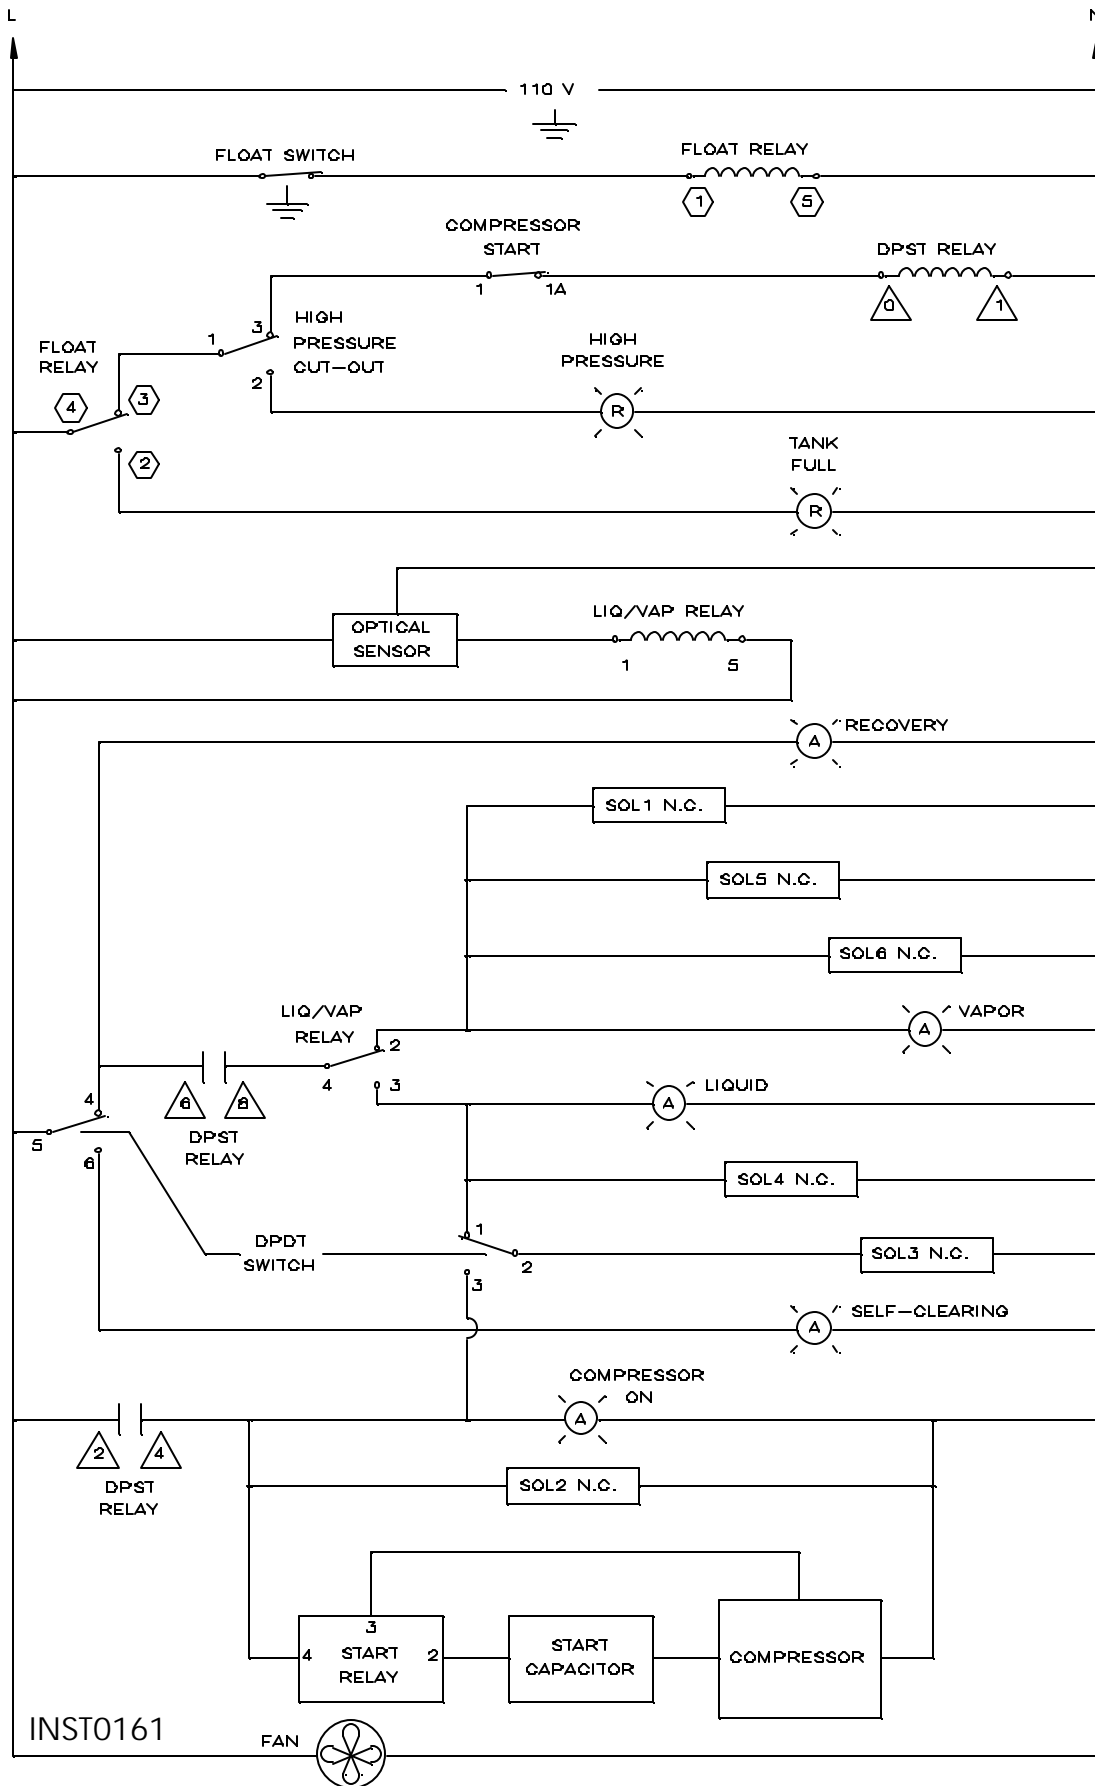 L
N
110 V
FLOAT SWITCH
FLOAT RELAY
1
5
COMPRESSOR
START
1
1A
DPST RELAY
0
1
HIGH
PRESSURE
CUT-OUT
1
3
2
FLOAT
RELAY
4
3
2
HIGH
PRESSURE
R
TANK
FULL
R
OPTICAL
SENSOR
LIQ/VAP RELAY
1
5
A
RECOVERY
SOL1 N.C.
SOL5 N.C.
SOL6 N.C.
LIQ/VAP
RELAY
2
4
3
A
VAPOR
A
LIQUID
6
8
DPST
RELAY
4
5
6
SOL4 N.C.
DPDT
SWITCH
1
2
3
SOL3 N.C.
A
SELF-CLEARING
COMPRESSOR
ON
A
2
4
DPST
RELAY
SOL2 N.C.
3
4
START
RELAY
2
START
CAPACITOR
COMPRESSOR
INST0161
FAN